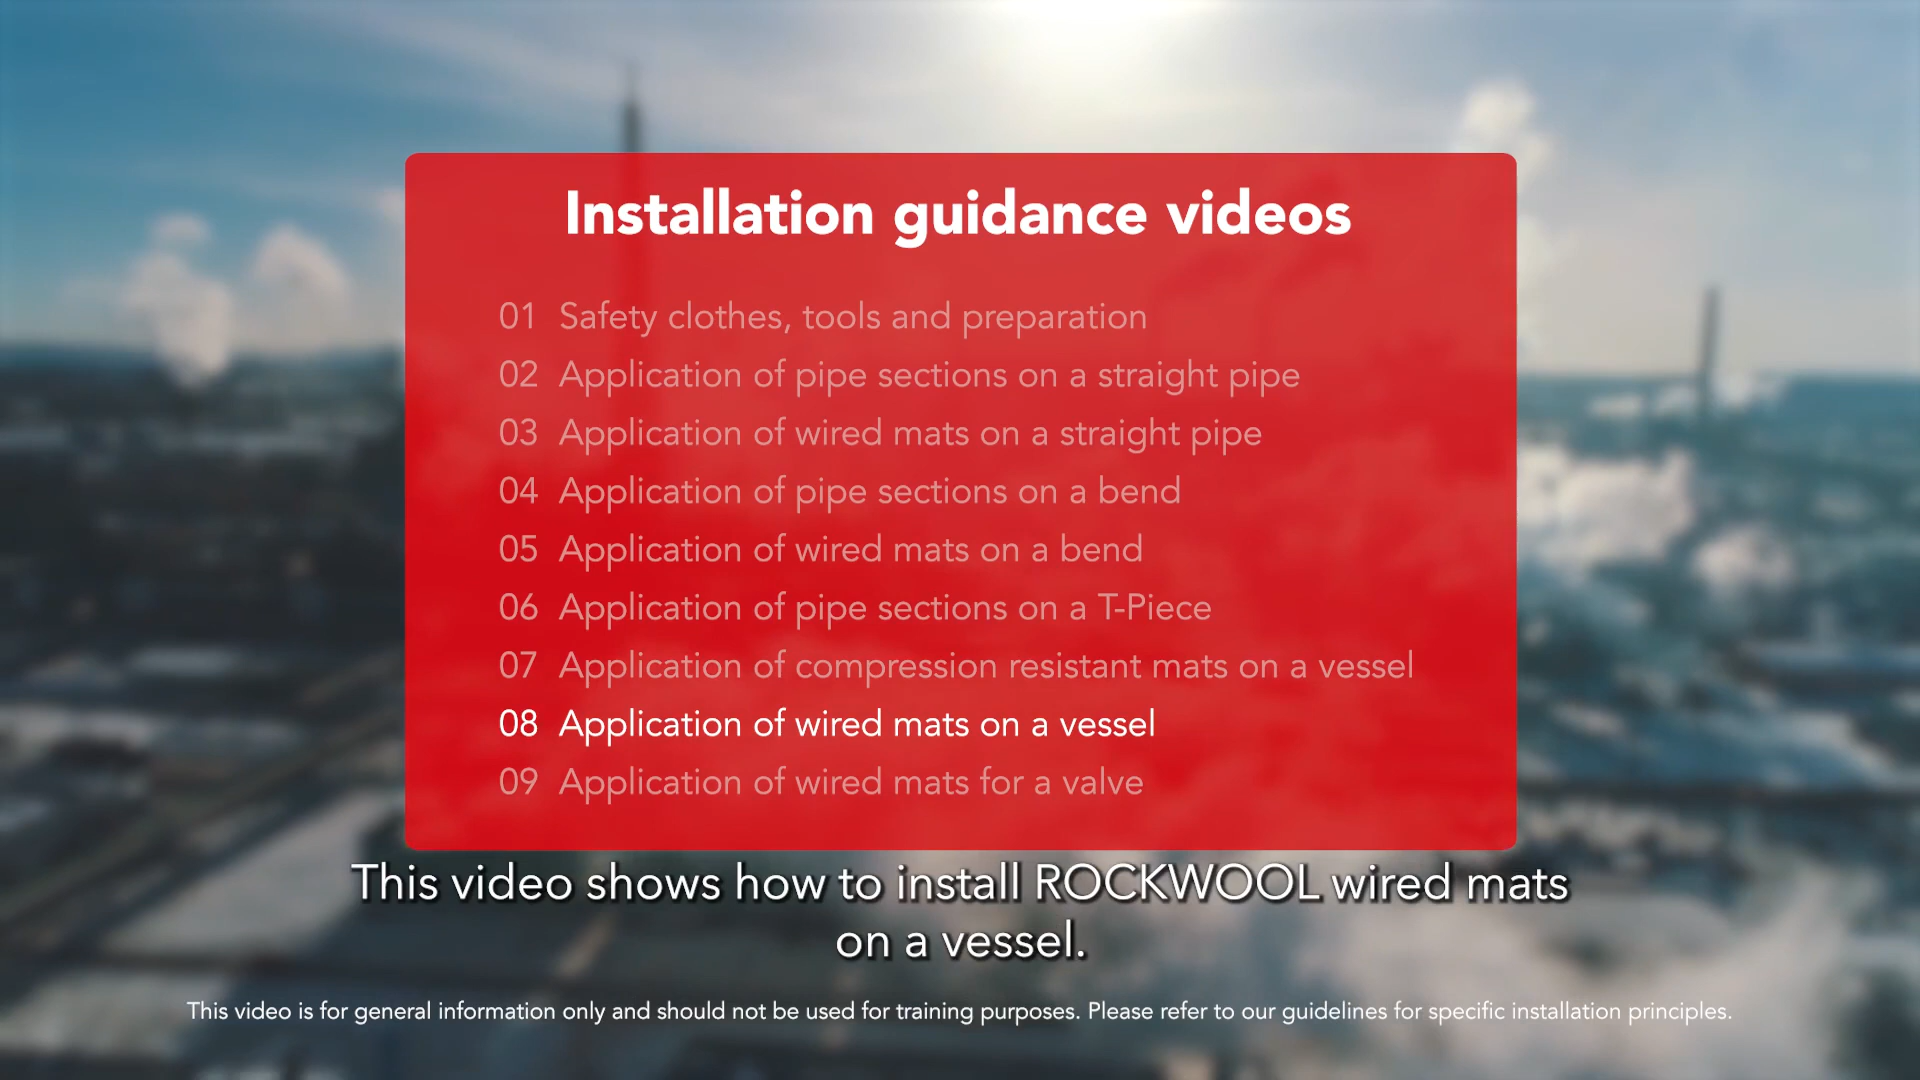 Installation guidance videos
01 Safety clothes, tools and preparation
02 Application of pipe sections on a straight pipe
03 Application of wired mats on a straight pipe
04 Application of pipe sections on a bend
05 Application of wired mats on a bend
06 Application of pipe sections on a T-Piece
07 Application of compression resistant mats on a vessel
08 Application of wired mats on a vessel
09 Application of wired mats for a valve
This video shows how to install ROCKWOOL wired mats
on a vessel.
This video is for general information only and should not be used for training purposes. Please refer to our guidelines for specific installation principles.